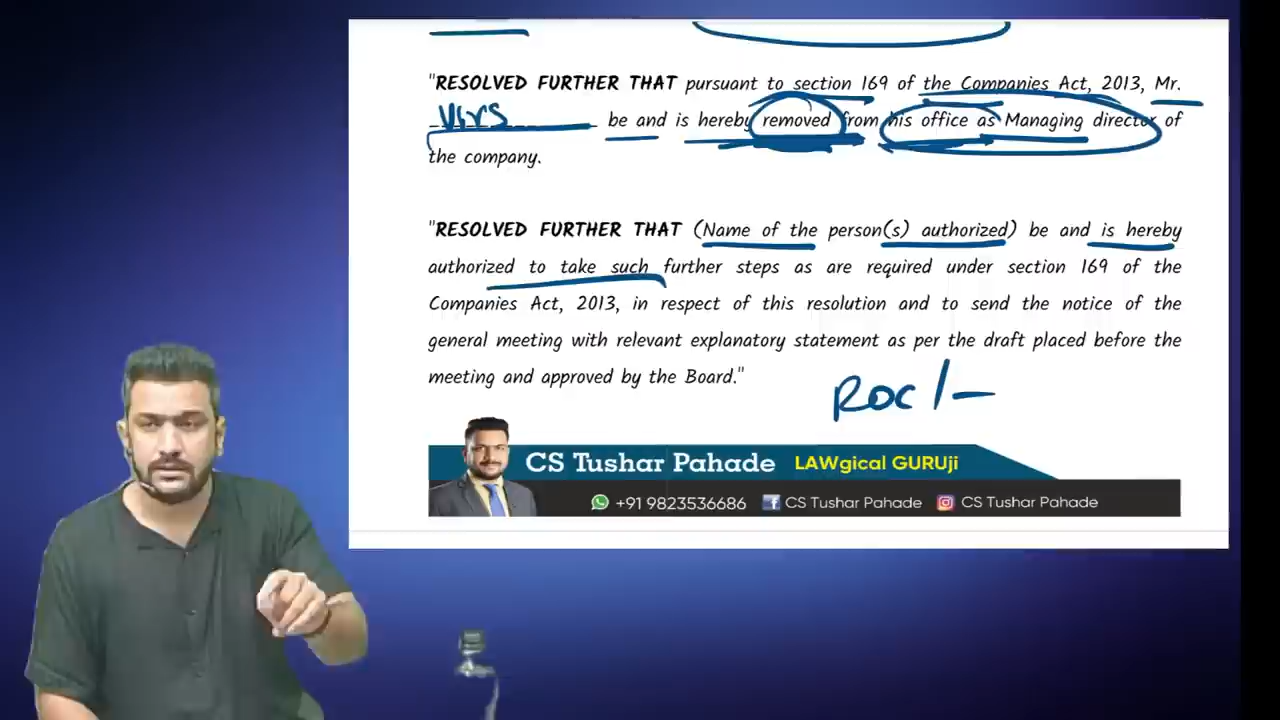 "RESOLVED FURTHER THAT pursuant to section 169 of the Companies Act, 2013, Mr.
____________ be and is hereby removed from his office as Managing director of
the company.
"RESOLVED FURTHER THAT (Name of the person(s) authorized) be and is hereby
authorized to take such further steps as are required under section 169 of the
Companies Act, 2013, in respect of this resolution and to send the notice of the
general meeting with relevant explanatory statement as per the draft placed before the
meeting and approved by the Board."
ROC/-
CS Tushar Pahade LAWgical GURUji
+91 9823536686 CS Tushar Pahade CS Tushar Pahade